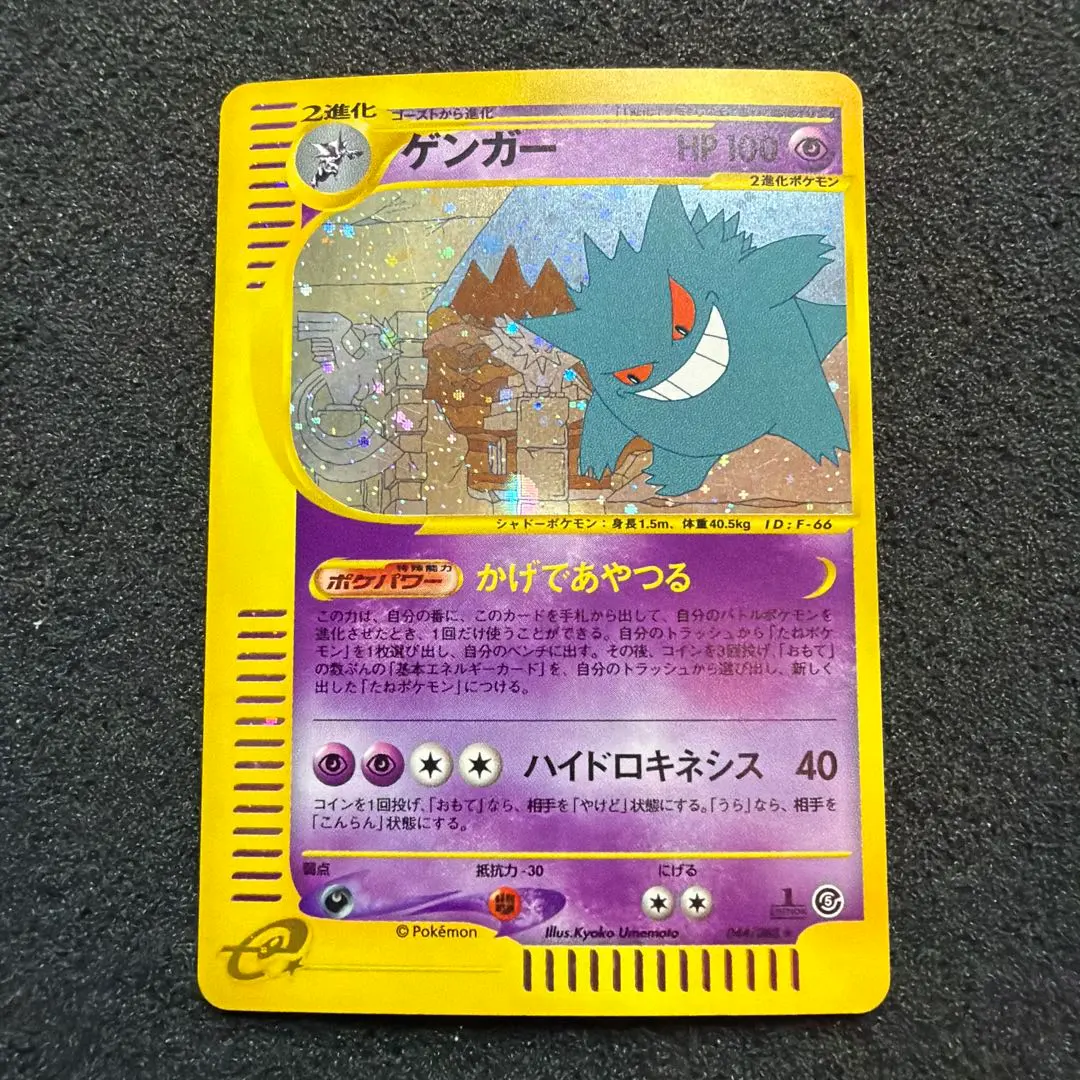 2進化 ゴーストから進化
ゲンガー HP 100
2進化ポケモン
シャドーポケモン：身長1.5m、体重40.5kg ID：F-66
特殊能力
ポケパワー かげであやつる
この力は、自分の番に、このカードを手札から出して、自分のバトルポケモンを
進化させたとき、1回だけ使うことができる。自分のトラッシュから「たねポケ
モン」を1枚選び出し、自分のベンチに出す。その後、コインを3回投げ、「おもて」
の数ぶんの「基本エネルギーカード」を、自分のトラッシュから選び出し、新しく
出した「たねポケモン」につける。
ハイドロキネシス 40
コインを1回投げ、「おもて」なら、相手を「やけど」状態にする。「うら」なら、相手を
「こんらん」状態にする。
弱点 抵抗力 -30 にげる
1
EDITION
5
© Pokémon Illus.Kyoko Umemoto
e